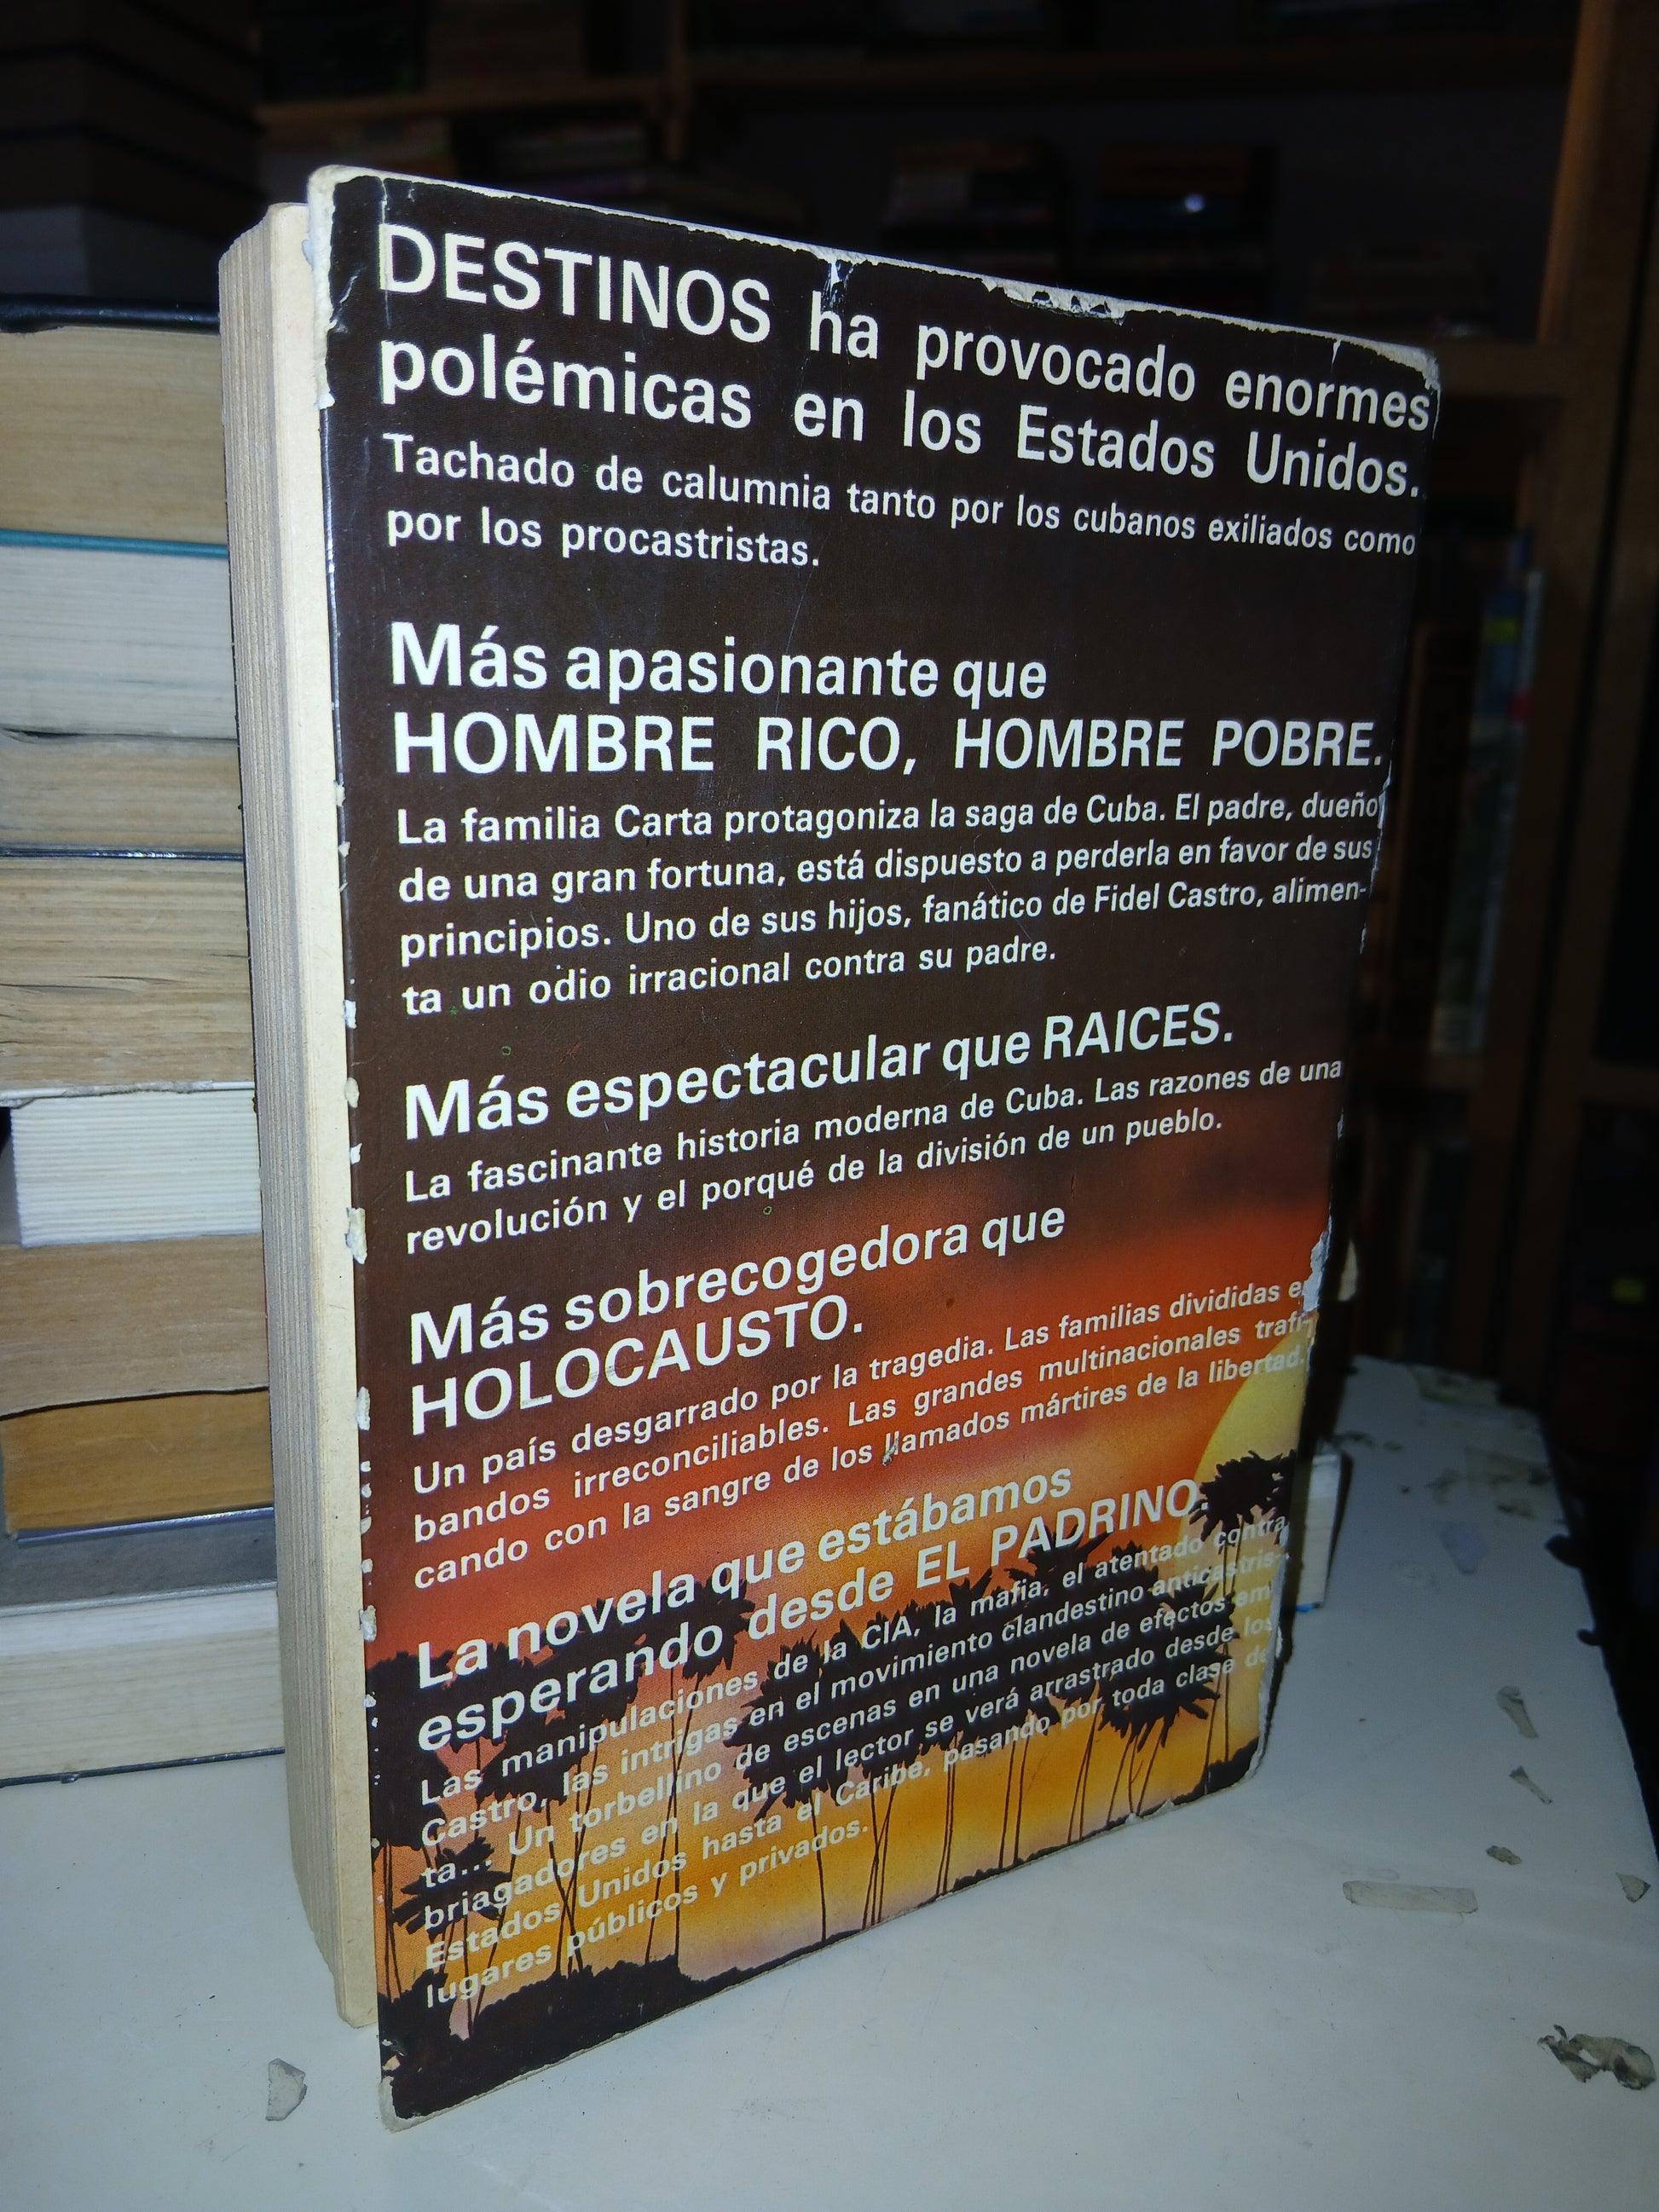 DESTINOS ha provocado enormes
polémicas en los Estados Unidos.
Tachado de calumnia tanto por los cubanos exiliados como
por los procastristas.
Más apasionante que
HOMBRE RICO, HOMBRE POBRE.
La familia Carta protagoniza la saga de Cuba. El padre, dueño
de una gran fortuna, está dispuesto a perderla en favor de sus
principios. Uno de sus hijos, fanático de Fidel Castro, alimen-
ta un odio irracional contra su padre.
Más espectacular que RAICES.
La fascinante historia moderna de Cuba. Las razones de una
revolución y el porqué de la división de un pueblo.
Más sobrecogedora que
HOLOCAUSTO.
Un país desgarrado por la tragedia. Las familias divididas en
bandos irreconciliables. Las grandes multinacionales trafi-
cando con la sangre de los llamados mártires de la libertad.
La novela que estábamos
esperando desde EL PADRINO.
Las manipulaciones de la CIA, la mafia, el atentado contra
Castro, las intrigas en el movimiento clandestino anticastris-
ta... Un torbellino de escenas en una novela de efectos em-
briagadores en la que el lector se verá arrastrado desde los
Estados Unidos hasta el Caribe, pasando por toda clase de
lugares públicos y privados.